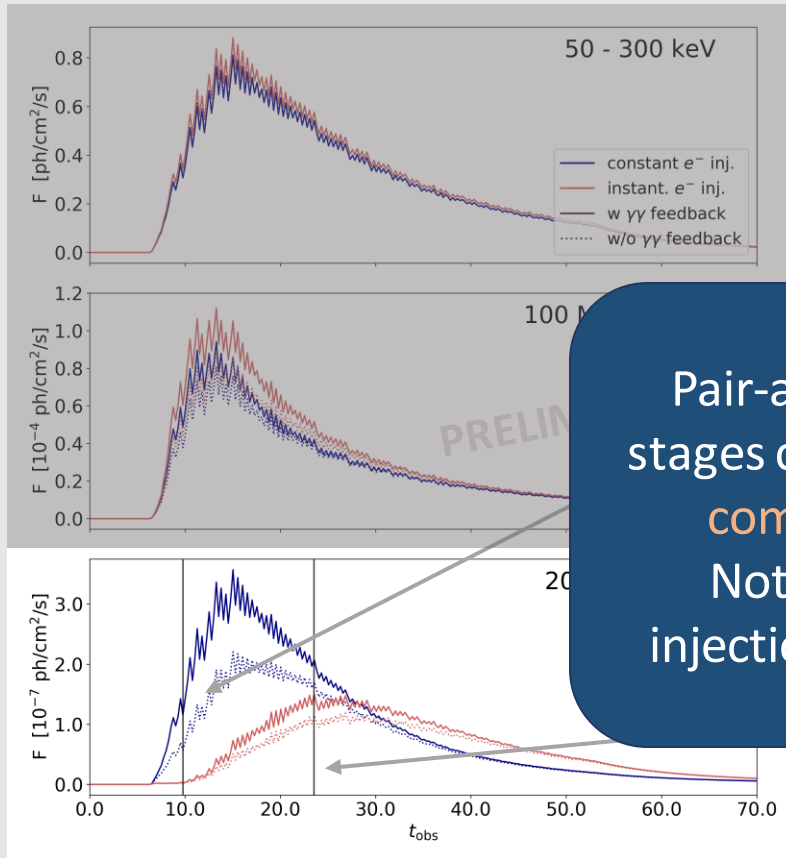 50 - 300 keV
F [ph/cm²/s]
0.8
0.6
0.4
0.2
0.0
constant e⁻ inj.
instant. e⁻ inj.
w γγ feedback
w/o γγ feedback
100
F [10⁻⁴ ph/cm²/s]
1.2
1.0
0.8
0.6
0.4
0.2
0.0
PRELIM
Pair-a
stages
com
Not
injectio
20
F [10⁻⁷ ph/cm²/s]
3.0
2.0
1.0
0.0
0.0 10.0 20.0 30.0 40.0 50.0 60.0 70.0
t_obs